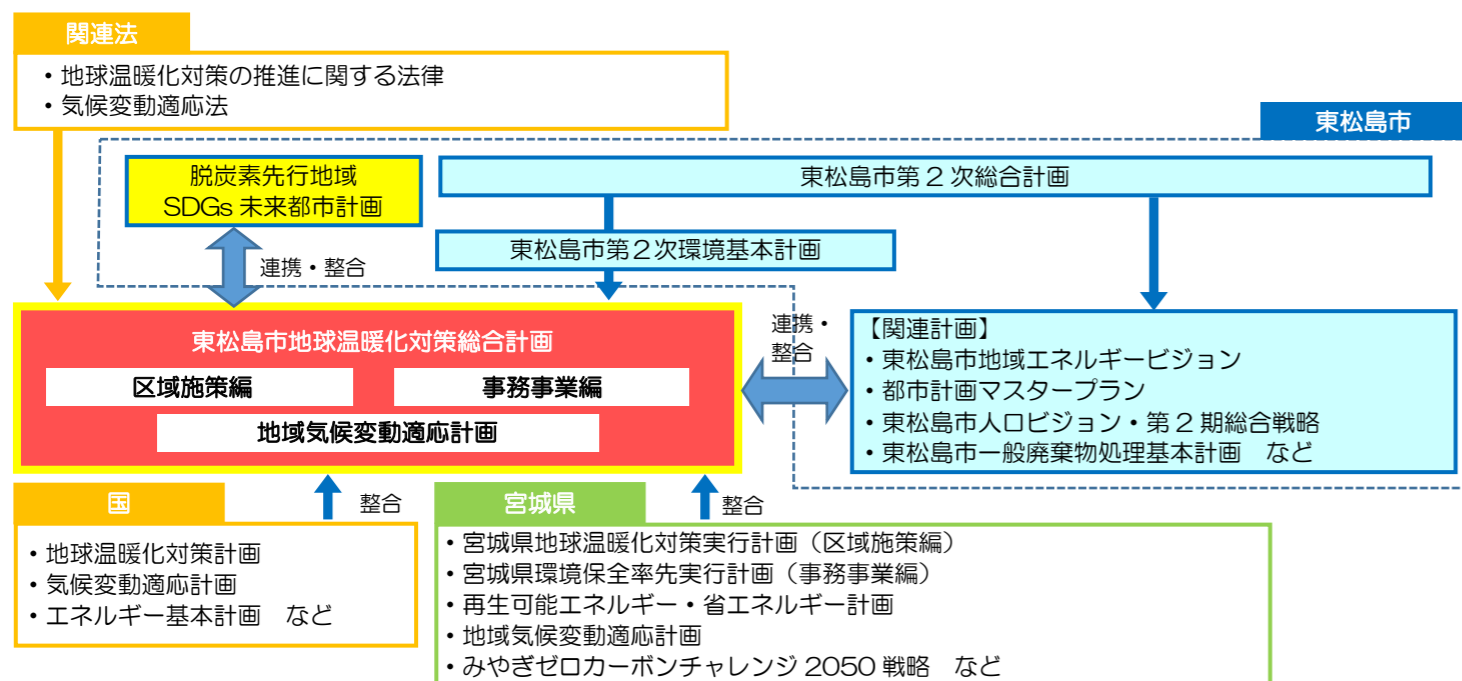 関連法
・地球温暖化対策の推進に関する法律
・気候変動適応法
東松島市
脱炭素先行地域
SDGs 未来都市計画
東松島市第 2 次総合計画
東松島市第2次環境基本計画
連携・整合
東松島市地球温暖化対策総合計画
区域施策編
事務事業編
地域気候変動適応計画
連携・
整合
【関連計画】
・東松島市地域エネルギービジョン
・都市計画マスタープラン
・東松島市人口ビジョン・第 2 期総合戦略
・東松島市一般廃棄物処理基本計画　など
国
整合
・地球温暖化対策計画
・気候変動適応計画
・エネルギー基本計画　など
宮城県
整合
・宮城県地球温暖化対策実行計画（区域施策編）
・宮城県環境保全率先実行計画（事務事業編）
・再生可能エネルギー・省エネルギー計画
・地域気候変動適応計画
・みやぎゼロカーボンチャレンジ 2050 戦略　など